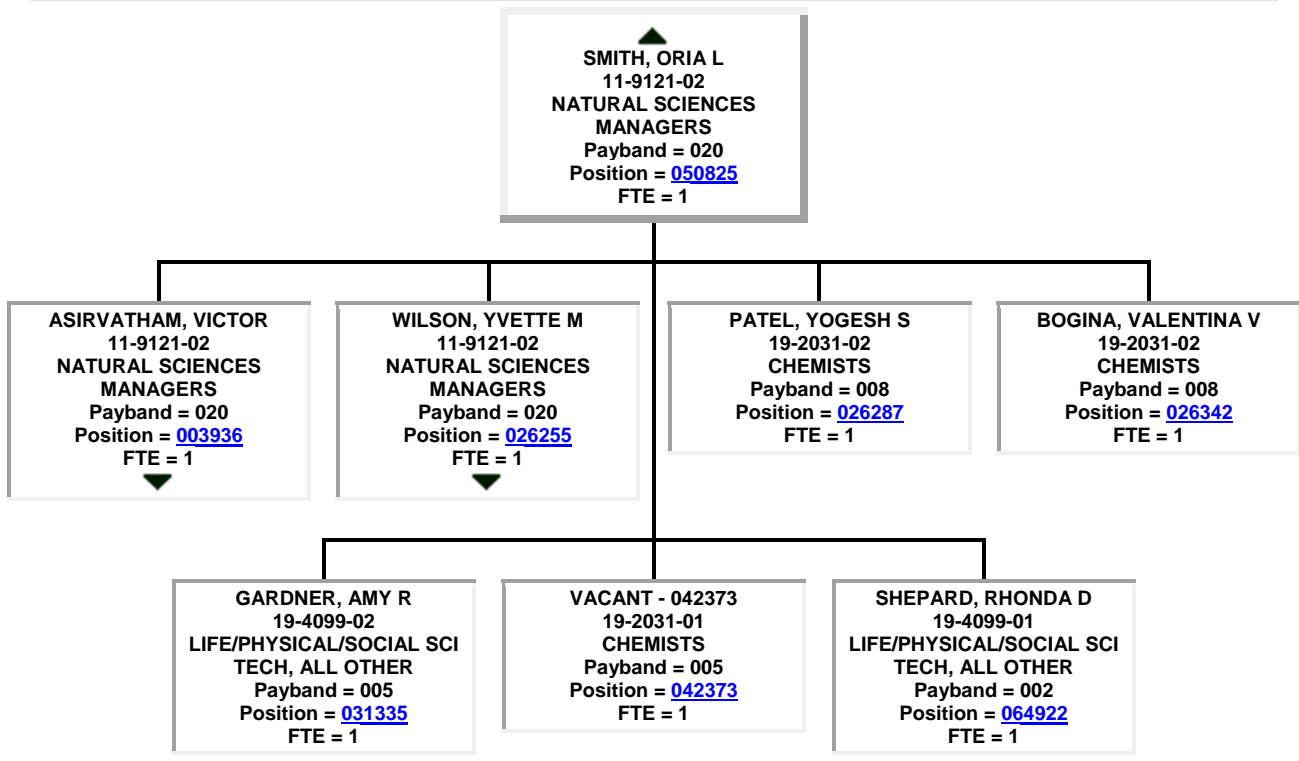 SMITH, ORIA L
11-9121-02
NATURAL SCIENCES
MANAGERS
Payband = 020
Position = 050825
FTE = 1
ASIRVATHAM, VICTOR
11-9121-02
NATURAL SCIENCES
MANAGERS
Payband = 020
Position = 003936
FTE = 1
WILSON, YVETTE M
11-9121-02
NATURAL SCIENCES
MANAGERS
Payband = 020
Position = 026255
FTE = 1
PATEL, YOGESH S
19-2031-02
CHEMISTS
Payband = 008
Position = 026287
FTE = 1
BOGINA, VALENTINA V
19-2031-02
CHEMISTS
Payband = 008
Position = 026342
FTE = 1
GARDNER, AMY R
19-4099-02
LIFE/PHYSICAL/SOCIAL SCI
TECH, ALL OTHER
Payband = 005
Position = 031335
FTE = 1
VACANT - 042373
19-2031-01
CHEMISTS
Payband = 005
Position = 042373
FTE = 1
SHEPARD, RHONDA D
19-4099-01
LIFE/PHYSICAL/SOCIAL SCI
TECH, ALL OTHER
Payband = 002
Position = 064922
FTE = 1